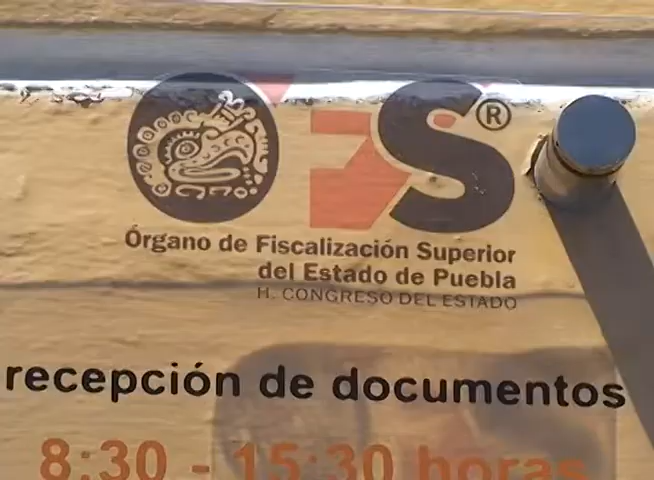 OFS®
Órgano de Fiscalización Superior
del Estado de Puebla
H. CONGRESO DEL ESTADO
recepción de documentos
8:30 - 15:30 horas